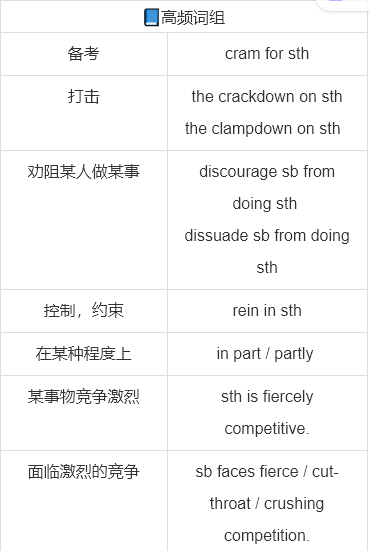 📘高频词组
备考
cram for sth
打击
the crackdown on sth
the clampdown on sth
劝阻某人做某事
discourage sb from
doing sth
dissuade sb from doing
sth
控制，约束
rein in sth
在某种程度上
in part / partly
某事物竞争激烈
sth is fiercely
competitive.
面临激烈的竞争
sb faces fierce / cut-
throat / crushing
competition.